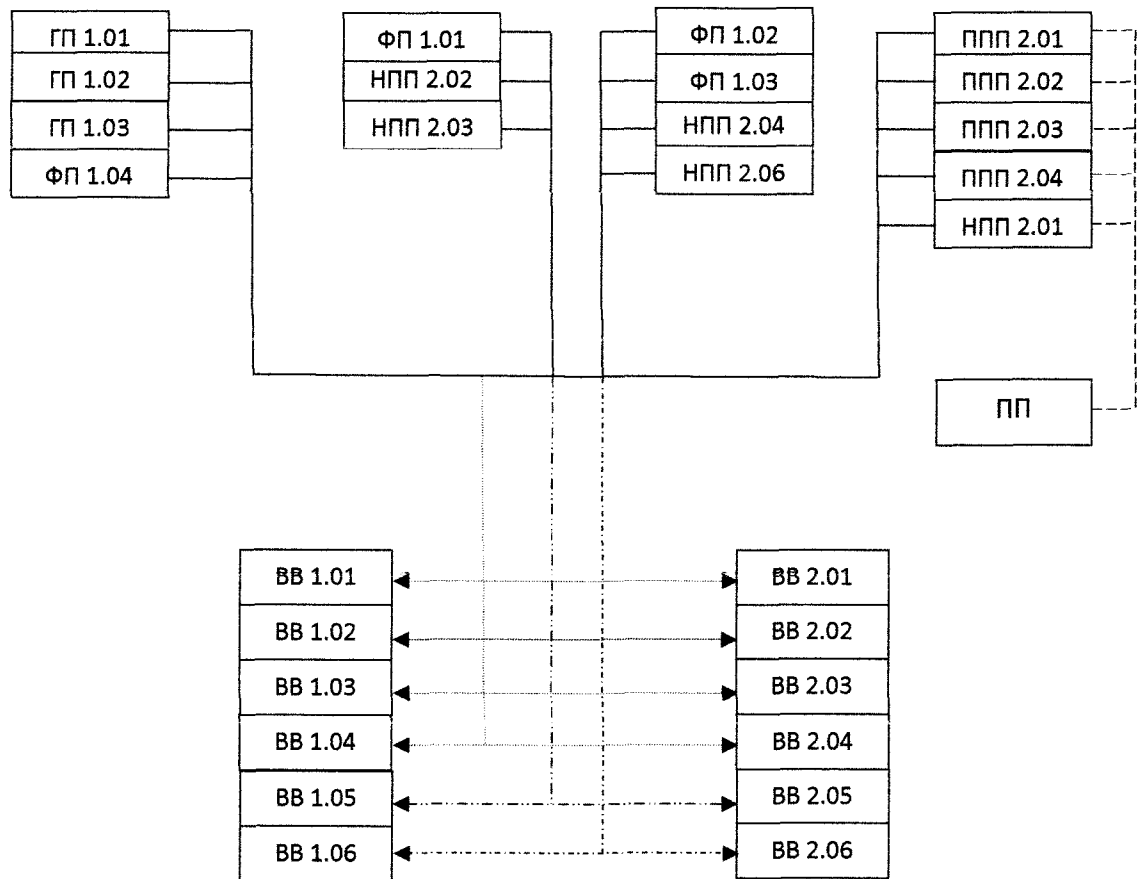 ГП 1.01
ГП 1.02
ГП 1.03
ФП 1.04
ФП 1.01
НПП 2.02
НПП 2.03
ФП 1.02
ФП 1.03
НПП 2.04
НПП 2.06
ППП 2.01
ППП 2.02
ППП 2.03
ППП 2.04
НПП 2.01
ПП
ВВ 1.01
ВВ 1.02
ВВ 1.03
ВВ 1.04
ВВ 1.05
ВВ 1.06
ВВ 2.01
ВВ 2.02
ВВ 2.03
ВВ 2.04
ВВ 2.05
ВВ 2.06